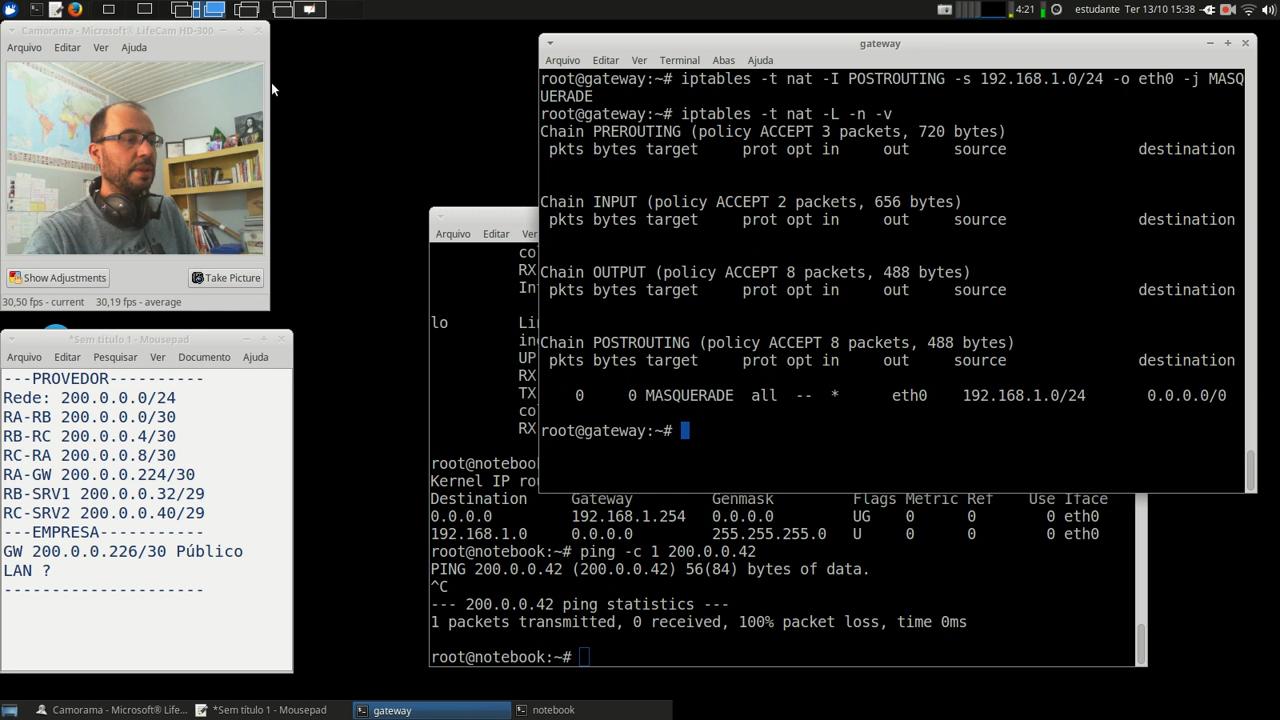 4:21 estudante Ter 13/10 15:38
Camorama - Microsoft® LifeCam HD-300
Arquivo Editar Ver Ajuda
Show Adjustments Take Picture
30,50 fps - current 30,19 fps - average
*Sem título 1 - Mousepad
Arquivo Editar Pesquisar Ver Documento Ajuda
---PROVEDOR----------
Rede: 200.0.0.0/24
RA-RB 200.0.0.0/30
RB-RC 200.0.0.4/30
RC-RA 200.0.0.8/30
RA-GW 200.0.0.224/30
RB-SRV1 200.0.0.32/29
RC-SRV2 200.0.0.40/29
---EMPRESA-----------
GW 200.0.0.226/30 Público
LAN ?
---------------------
gateway
Arquivo Editar Ver Terminal Abas Ajuda
root@gateway:~# iptables -t nat -I POSTROUTING -s 192.168.1.0/24 -o eth0 -j MASQ
UERADE
root@gateway:~# iptables -t nat -L -n -v
Chain PREROUTING (policy ACCEPT 3 packets, 720 bytes)
pkts bytes target prot opt in out source destination
Chain INPUT (policy ACCEPT 2 packets, 656 bytes)
pkts bytes target prot opt in out source destination
Chain OUTPUT (policy ACCEPT 8 packets, 488 bytes)
pkts bytes target prot opt in out source destination
Chain POSTROUTING (policy ACCEPT 8 packets, 488 bytes)
pkts bytes target prot opt in out source destination
0 0 MASQUERADE all -- * eth0 192.168.1.0/24 0.0.0.0/0
root@gateway:~#
Arquivo Editar Ver
co
RX
In
lo Li
in
UP
RX
TX
co
RX
root@notebook
Kernel IP ro
Destination Gateway Genmask Flags Metric Ref Use Iface
0.0.0.0 192.168.1.254 0.0.0.0 UG 0 0 0 eth0
192.168.1.0 0.0.0.0 255.255.255.0 U 0 0 0 eth0
root@notebook:~# ping -c 1 200.0.0.42
PING 200.0.0.42 (200.0.0.42) 56(84) bytes of data.
^C
--- 200.0.0.42 ping statistics ---
1 packets transmitted, 0 received, 100% packet loss, time 0ms
root@notebook:~#
Camorama - Microsoft® LifeC... *Sem título 1 - Mousepad gateway notebook